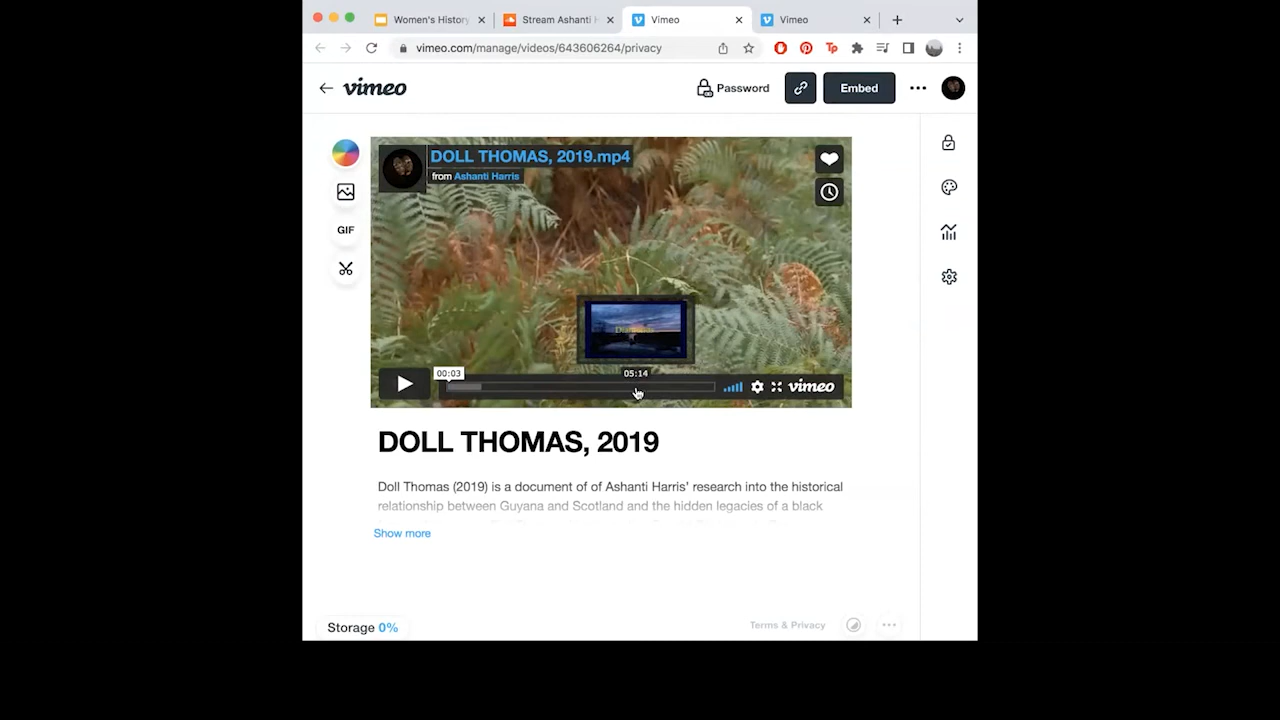 Women's History
Stream Ashanti H
Vimeo
Vimeo
vimeo.com/manage/videos/643606264/privacy
Tp
vimeo
Password
Embed
DOLL THOMAS, 2019.mp4
from Ashanti Harris
GIF
00:03
05:14
vimeo
DOLL THOMAS, 2019
Doll Thomas (2019) is a document of of Ashanti Harris' research into the historical
relationship between Guyana and Scotland and the hidden legacies of a black
Show more
Storage 0%
Terms & Privacy